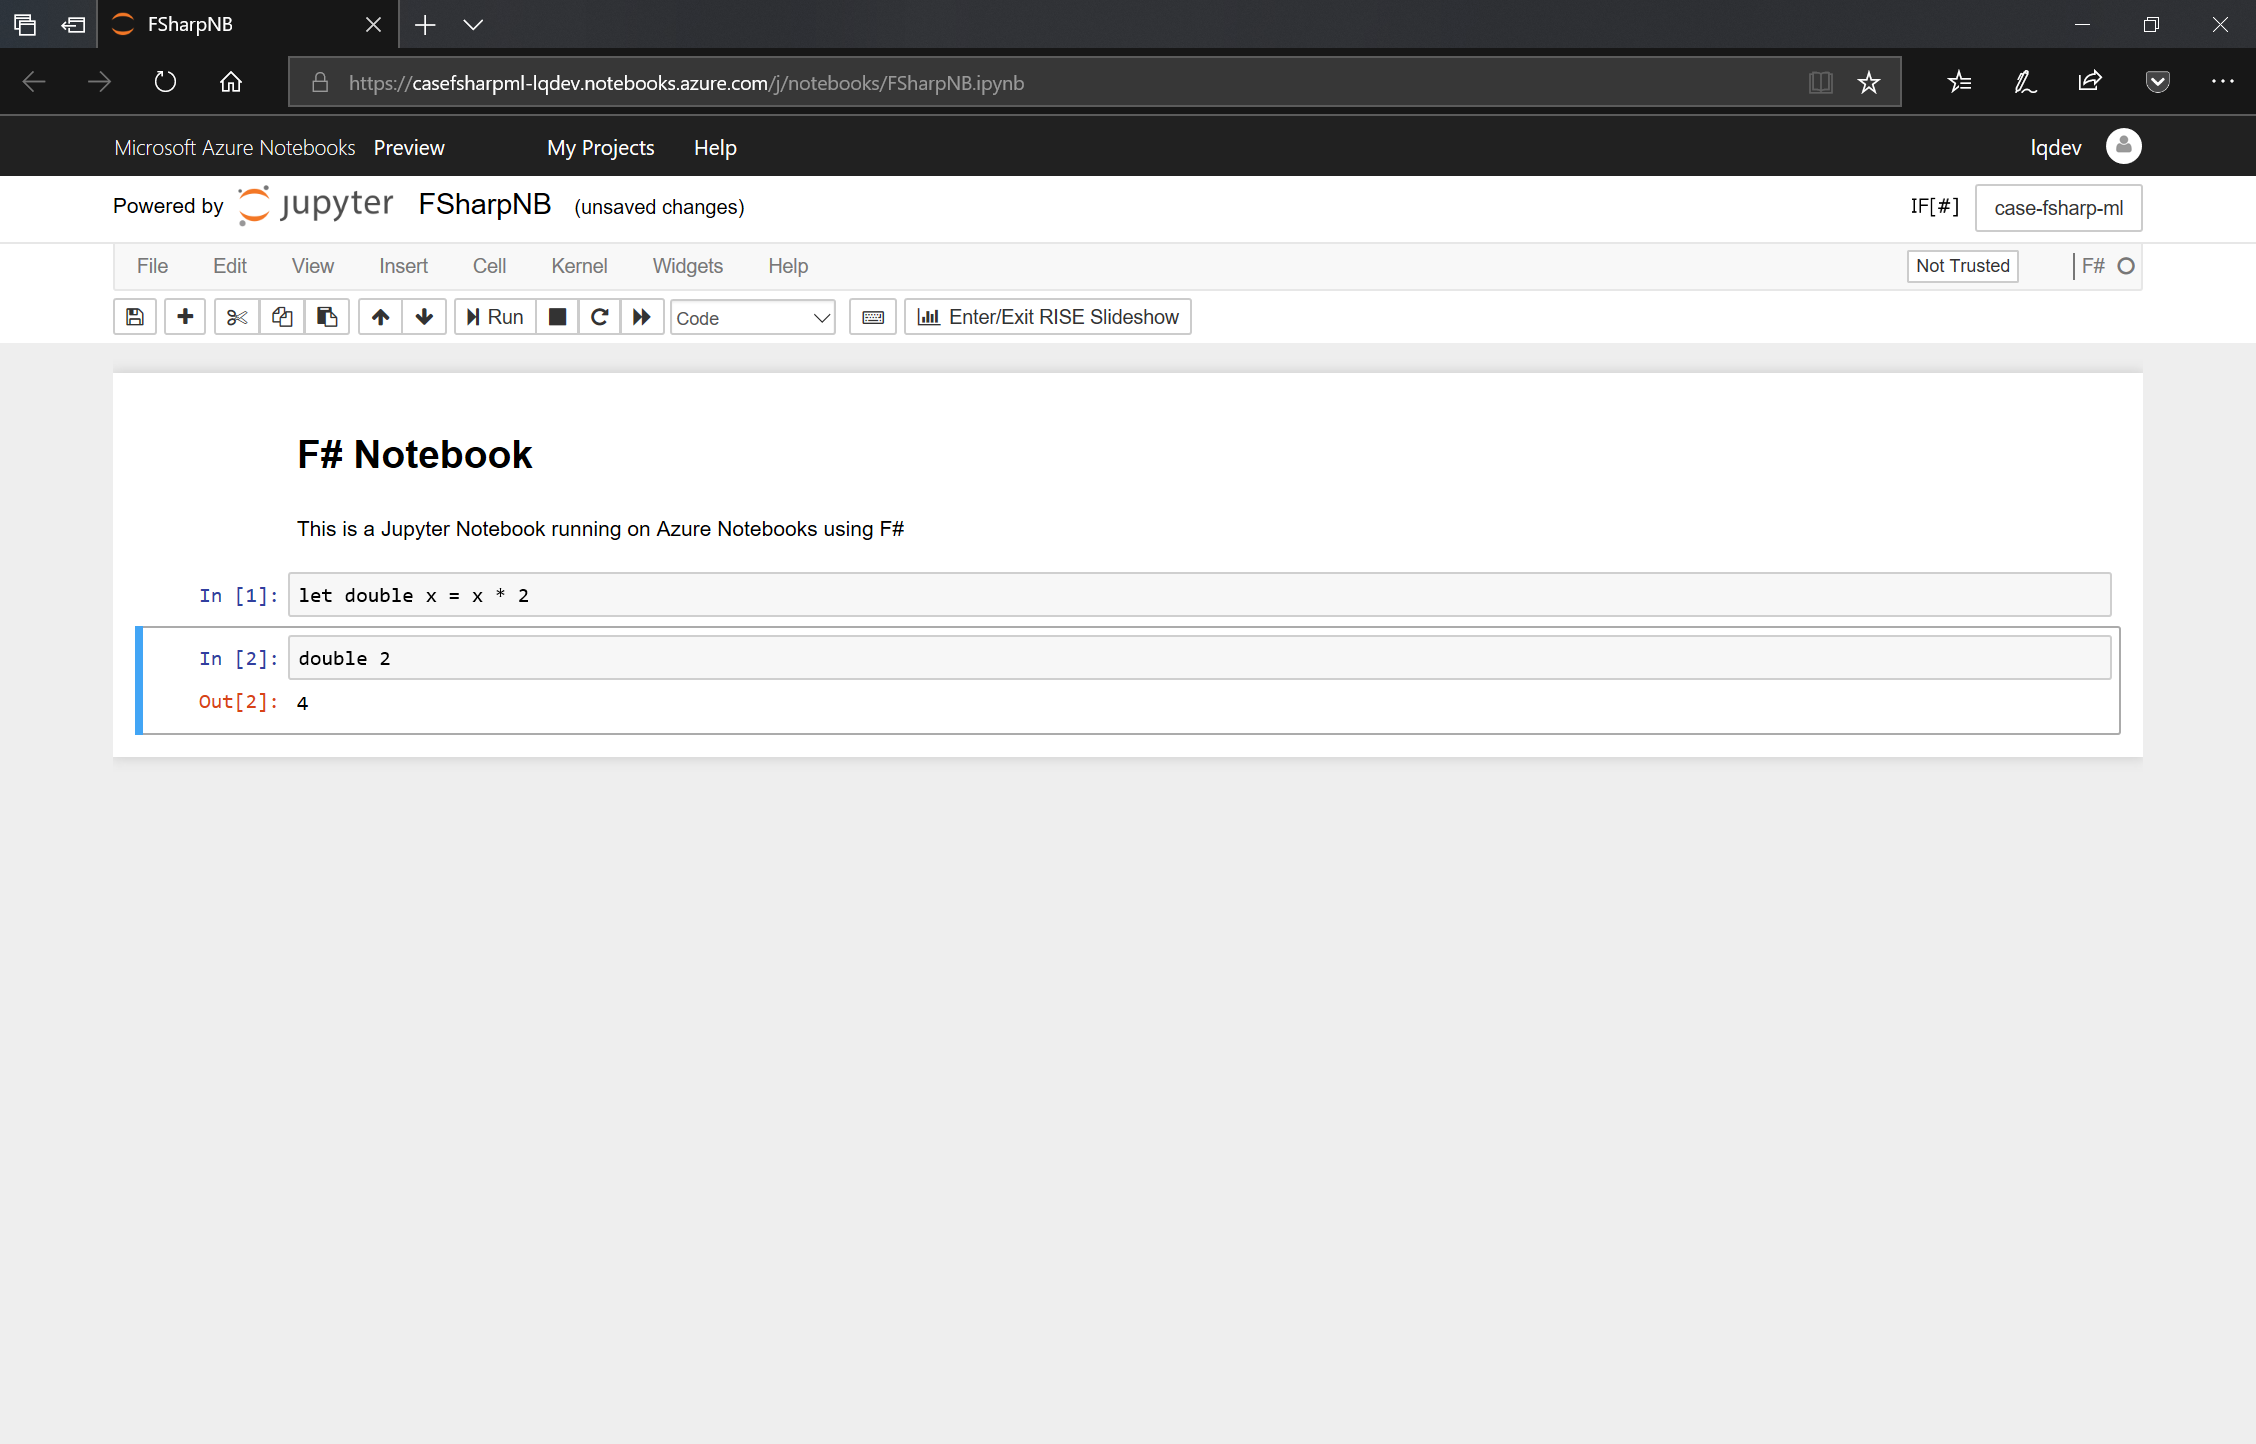 FSharpNB
https://casefsharpml-lqdev.notebooks.azure.com/j/notebooks/FSharpNB.ipynb
Microsoft Azure Notebooks Preview My Projects Help lqdev
Powered by jupyter FSharpNB (unsaved changes) IF[#] case-fsharp-ml
File Edit View Insert Cell Kernel Widgets Help Not Trusted F#
Run Code Enter/Exit RISE Slideshow
F# Notebook
This is a Jupyter Notebook running on Azure Notebooks using F#
In [1]: let double x = x * 2
In [2]: double 2
Out[2]: 4